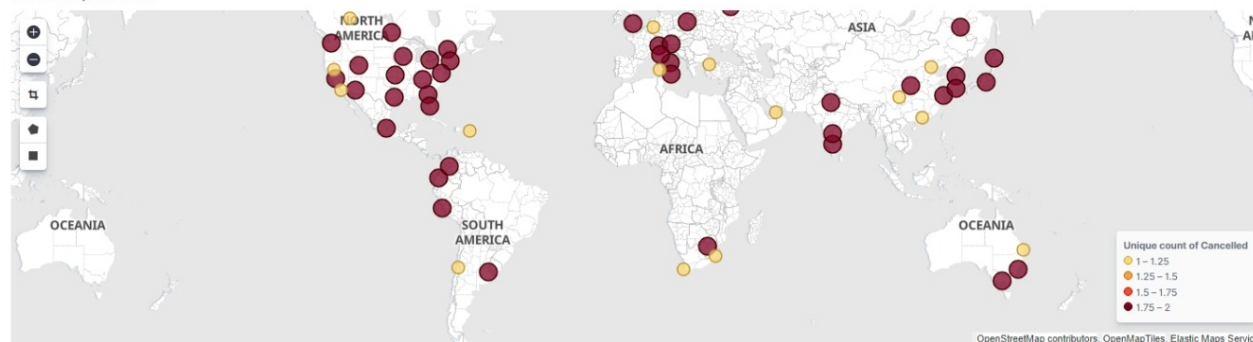 NORTH
AMERICA
ASIA
AFRICA
OCEANIA
SOUTH
AMERICA
OCEANIA
Unique count of Cancelled
1 – 1.25
1.25 – 1.5
1.5 – 1.75
1.75 – 2
OpenStreetMap contributors, OpenMapTiles, Elastic Maps Servic